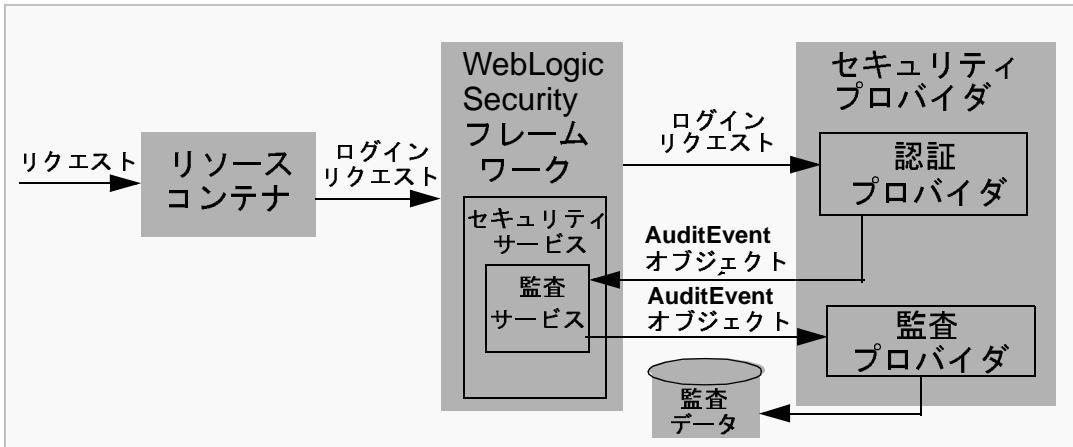 リクエスト
リソース
コンテナ
ログイン
リクエスト
WebLogic
Security
フレーム
ワーク
セキュリティ
サービス
監査
サービス
ログイン
リクエスト
AuditEvent
オブジェクト
AuditEvent
オブジェクト
セキュリティ
プロバイダ
認証
プロバイダ
監査
プロバイダ
監査
データ